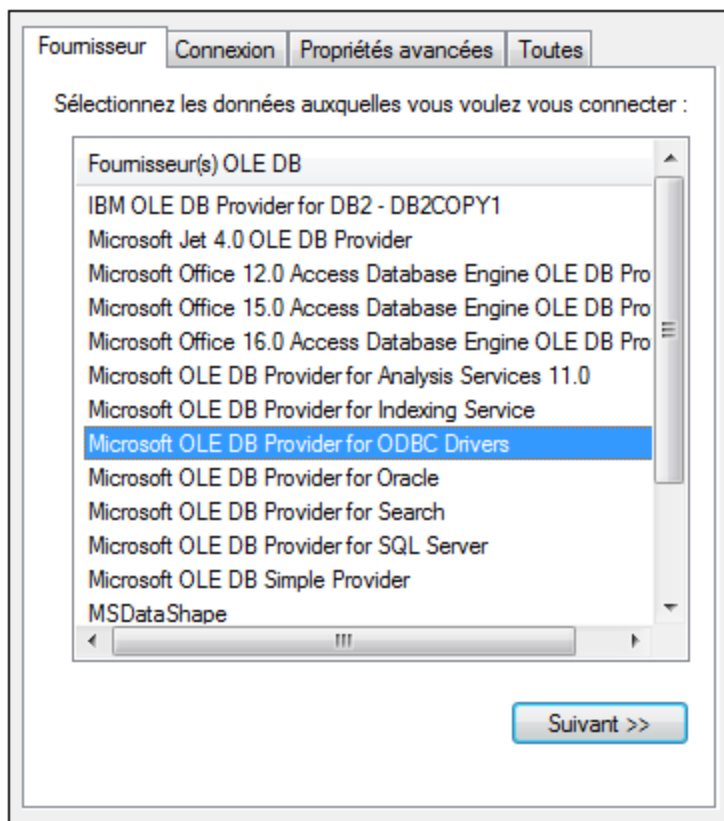 Fournisseur Connexion Propriétés avancées Toutes
Sélectionnez les données auxquelles vous voulez vous connecter :
Fournisseur(s) OLE DB
IBM OLE DB Provider for DB2 - DB2COPY1
Microsoft Jet 4.0 OLE DB Provider
Microsoft Office 12.0 Access Database Engine OLE DB Pro
Microsoft Office 15.0 Access Database Engine OLE DB Pro
Microsoft Office 16.0 Access Database Engine OLE DB Pro
Microsoft OLE DB Provider for Analysis Services 11.0
Microsoft OLE DB Provider for Indexing Service
Microsoft OLE DB Provider for ODBC Drivers
Microsoft OLE DB Provider for Oracle
Microsoft OLE DB Provider for Search
Microsoft OLE DB Provider for SQL Server
Microsoft OLE DB Simple Provider
MSDataShape
Suivant >>